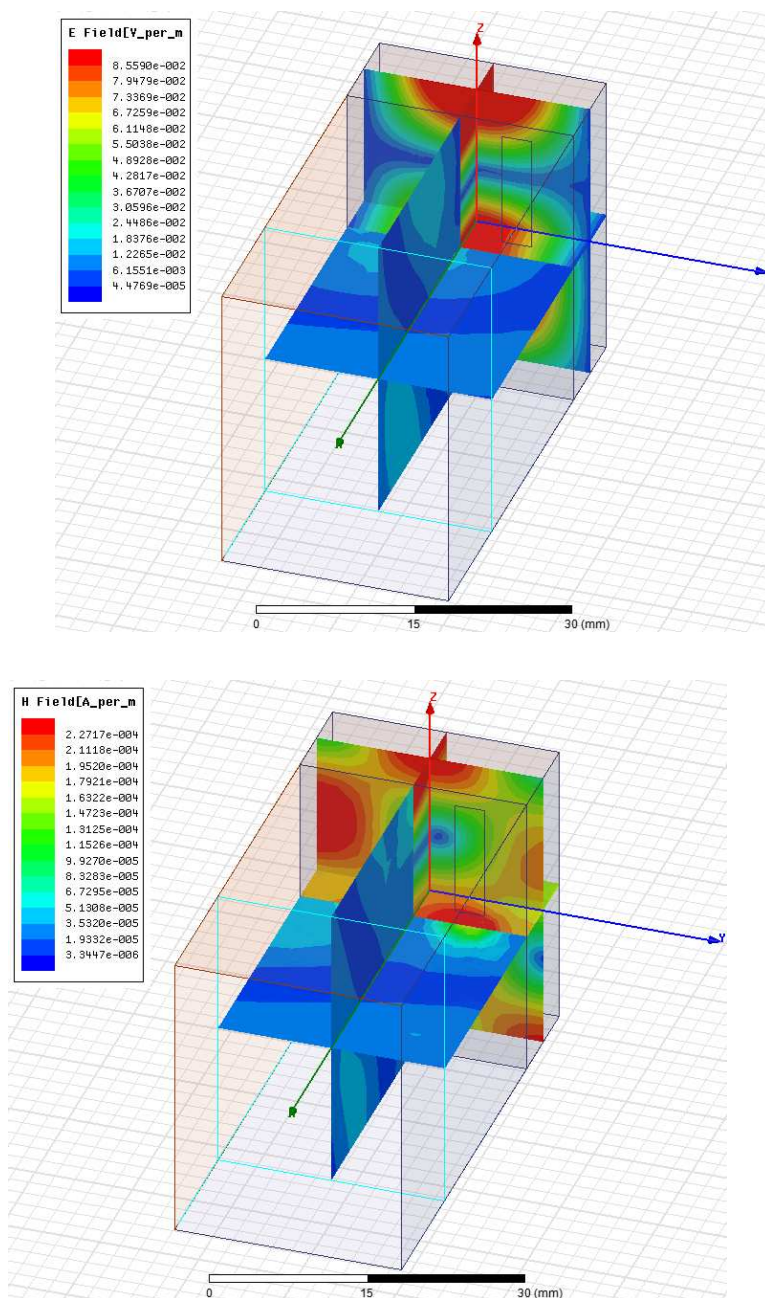 E Field[V_per_m
8.5590e-002
7.9479e-002
7.3369e-002
6.7259e-002
6.1148e-002
5.5038e-002
4.8928e-002
4.2817e-002
3.6707e-002
3.0596e-002
2.4486e-002
1.8376e-002
1.2265e-002
6.1551e-003
4.4769e-005
Z
0
15
30 (mm)
H Field[A_per_m
2.2717e-004
2.1118e-004
1.9520e-004
1.7921e-004
1.6322e-004
1.4723e-004
1.3125e-004
1.1526e-004
9.9270e-005
8.3283e-005
6.7295e-005
5.1308e-005
3.5320e-005
1.9332e-005
3.3447e-006
Z
Y
0
15
30 (mm)